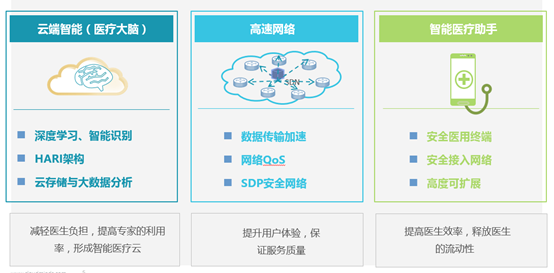 云端智能（医疗大脑）
深度学习、智能识别
HARI架构
云存储与大数据分析
减轻医生负担，提高专家的利用
率，形成智能医疗云
高速网络
SDN
数据传输加速
网络QoS
SDP安全网络
提升用户体验，保
证服务质量
智能医疗助手
安全医用终端
安全接入网络
高度可扩展
提高医生效率，释放医生
的流动性